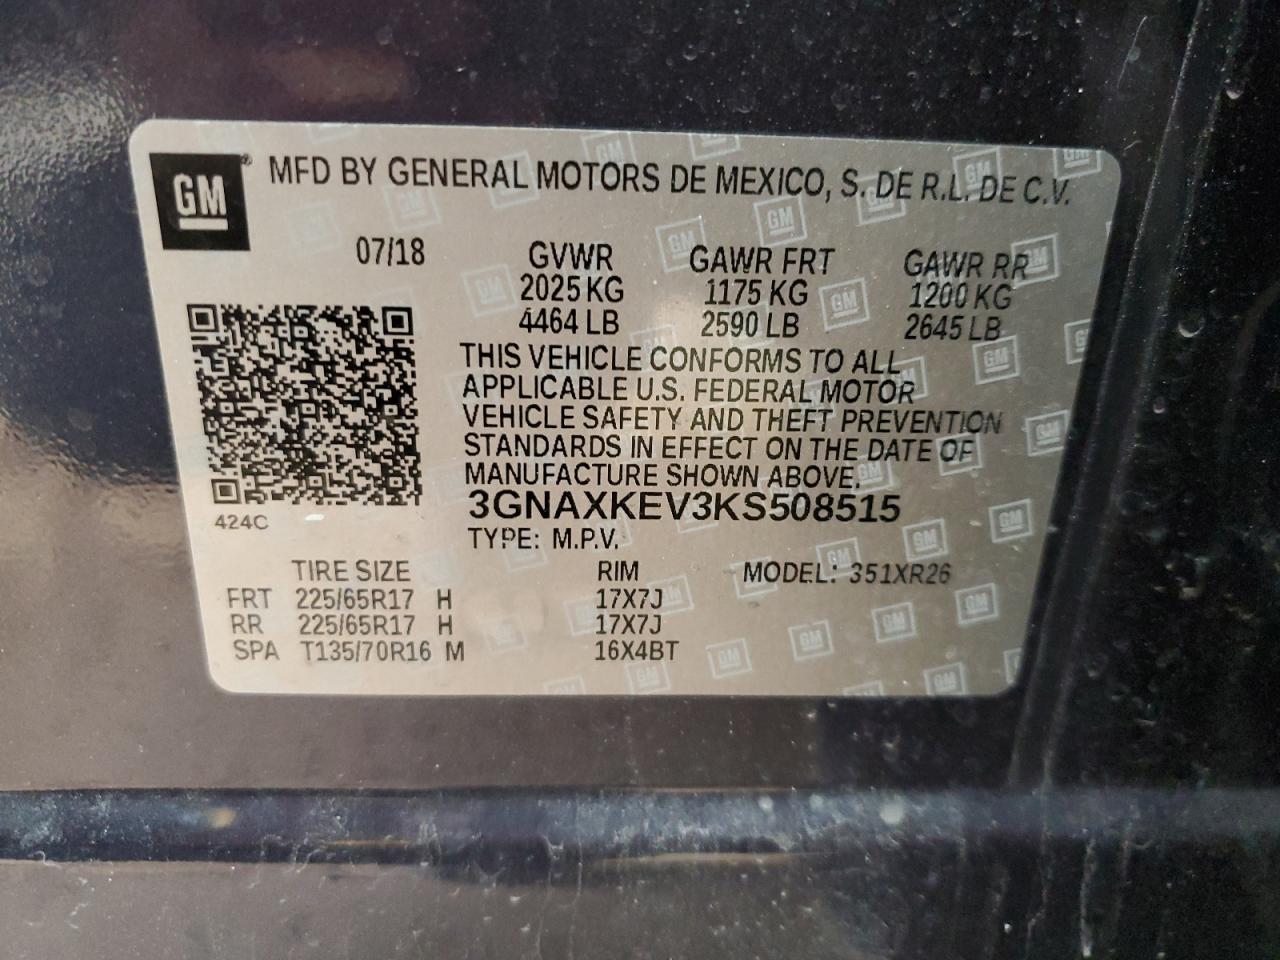 GM® MFD BY GENERAL MOTORS DE MEXICO, S. DE R.L. DE C.V.
07/18 GVWR GAWR FRT GAWR RR
2025 KG 1175 KG 1200 KG
4464 LB 2590 LB 2645 LB
THIS VEHICLE CONFORMS TO ALL
APPLICABLE U.S. FEDERAL MOTOR
VEHICLE SAFETY AND THEFT PREVENTION
STANDARDS IN EFFECT ON THE DATE OF
MANUFACTURE SHOWN ABOVE.
3GNAXKEV3KS508515
424C
TYPE: M.P.V.
TIRE SIZE RIM MODEL: 351XR26
FRT 225/65R17 H 17X7J
RR 225/65R17 H 17X7J
SPA T135/70R16 M 16X4BT